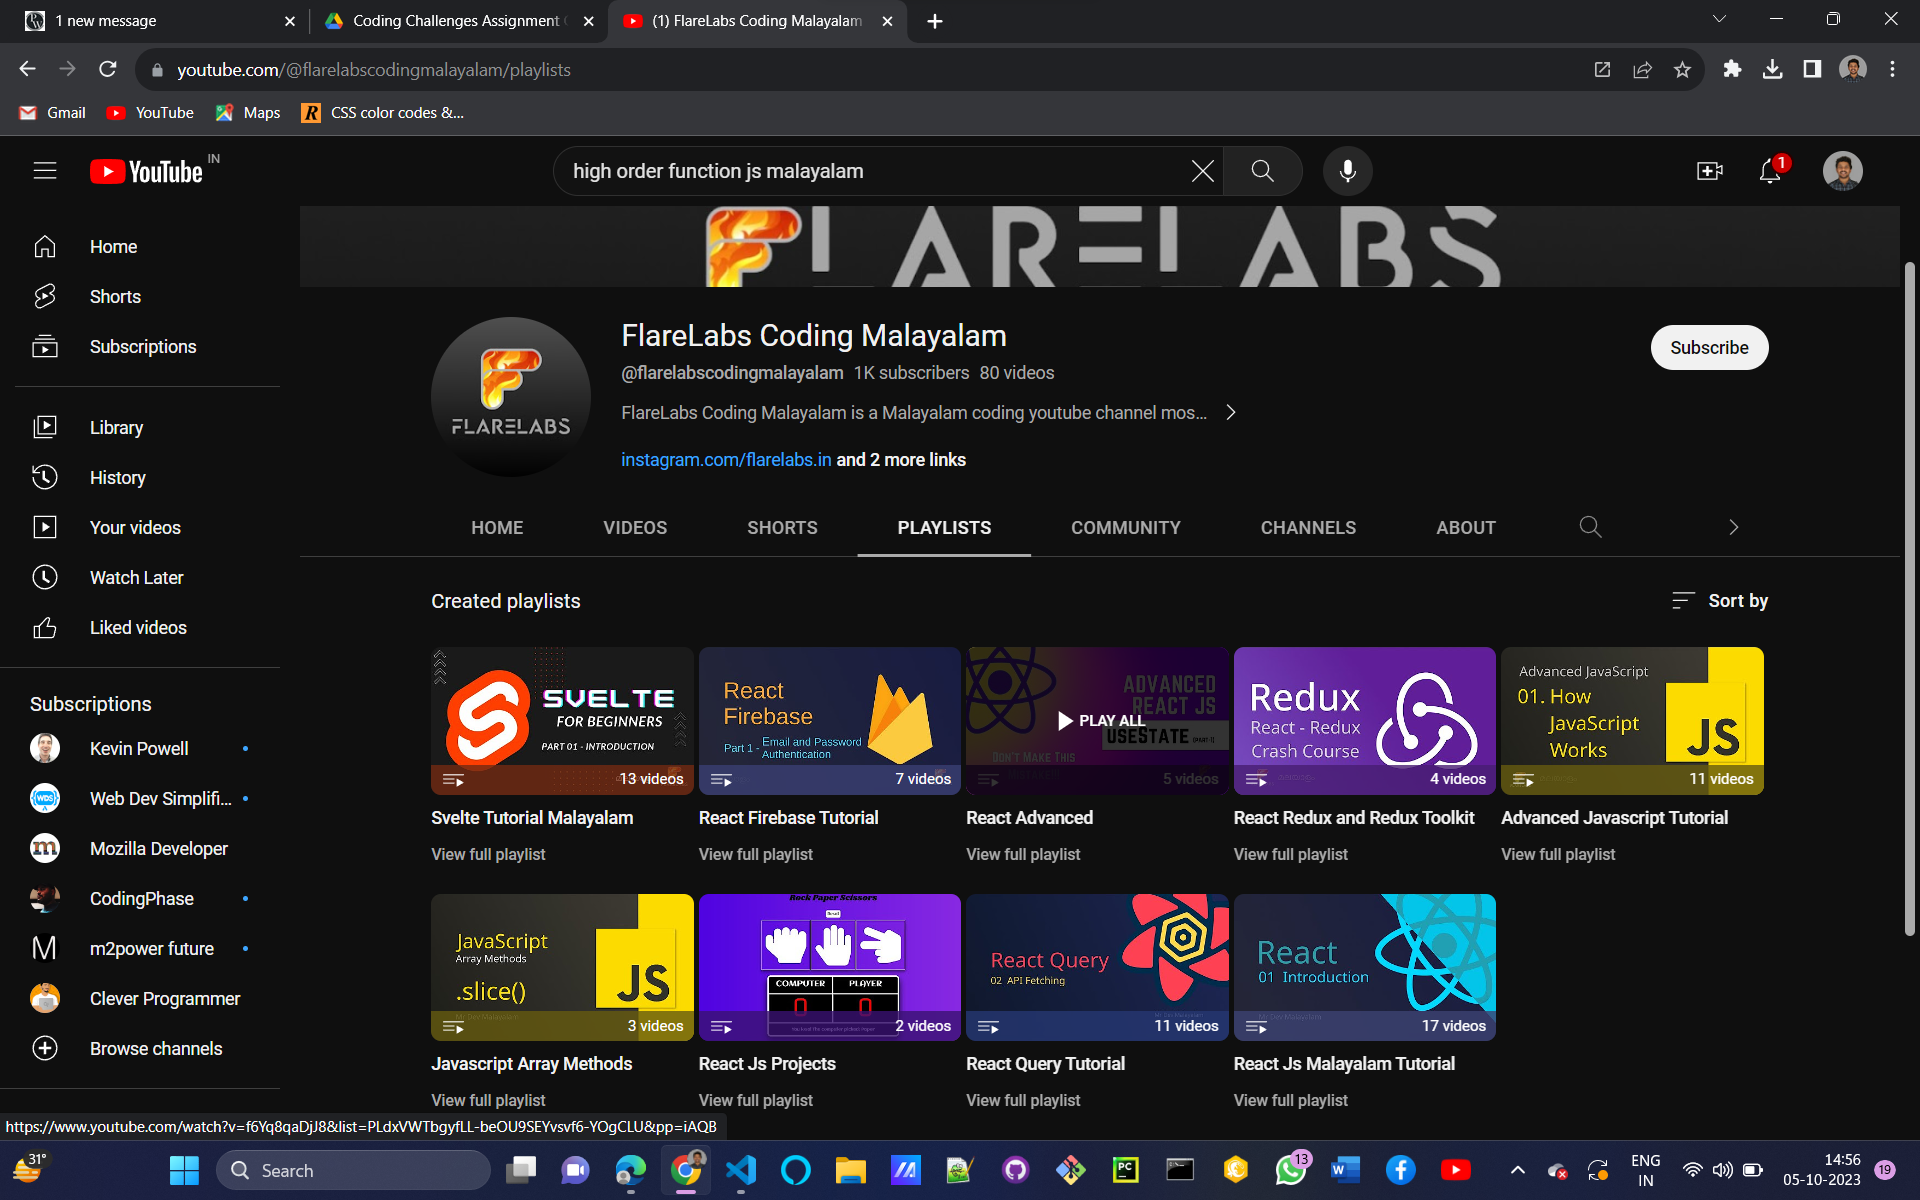 1 new message
Coding Challenges Assignment
(1) FlareLabs Coding Malayalam
youtube.com/@flarelabscodingmalayalam/playlists
Gmail
YouTube
Maps
R
CSS color codes &...
YouTube IN
high order function js malayalam
1
FLARELABS
Home
Shorts
Subscriptions
Library
History
Your videos
Watch Later
Liked videos
Subscriptions
Kevin Powell
Web Dev Simplifi...
Mozilla Developer
CodingPhase
m2power future
Clever Programmer
Browse channels
FLARELABS
FlareLabs Coding Malayalam
@flarelabscodingmalayalam 1K subscribers 80 videos
FlareLabs Coding Malayalam is a Malayalam coding youtube channel mos...
instagram.com/flarelabs.in and 2 more links
Subscribe
HOME
VIDEOS
SHORTS
PLAYLISTS
COMMUNITY
CHANNELS
ABOUT
Created playlists
Sort by
SVELTE
FOR BEGINNERS
PART 01 - INTRODUCTION
13 videos
Svelte Tutorial Malayalam
View full playlist
React
Firebase
Part 1 - Email and Password
Authentication
7 videos
React Firebase Tutorial
View full playlist
ADVANCED
REACT JS
PLAY ALL
USESTATE (PART 1)
DON'T MAKE THIS
5 videos
React Advanced
View full playlist
Redux
React - Redux
Crash Course
4 videos
React Redux and Redux Toolkit
View full playlist
Advanced JavaScript
01. How
JavaScript
Works
JS
11 videos
Advanced Javascript Tutorial
View full playlist
JavaScript
Array Methods
.slice()
JS
3 videos
Javascript Array Methods
View full playlist
Rock Paper Scissors
COMPUTER PLAYER
0 0
2 videos
React Js Projects
View full playlist
React Query
02 API Fetching
11 videos
React Query Tutorial
View full playlist
React
01 Introduction
17 videos
React Js Malayalam Tutorial
View full playlist
https://www.youtube.com/watch?v=f6Yq8qaDjJ8&list=PLdxVWTbgyfLL-beOU9SEYvsvf6-YOgCLU&pp=iAQB
31°
Search
PC
13
W
ENG
IN
14:56
05-10-2023
19